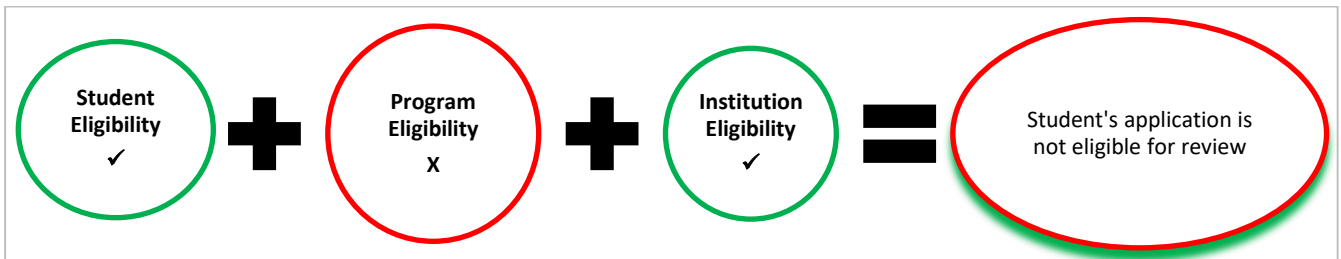 Student
Eligibility
✓
Program
Eligibility
X
Institution
Eligibility
✓
Student's application is
not eligible for review